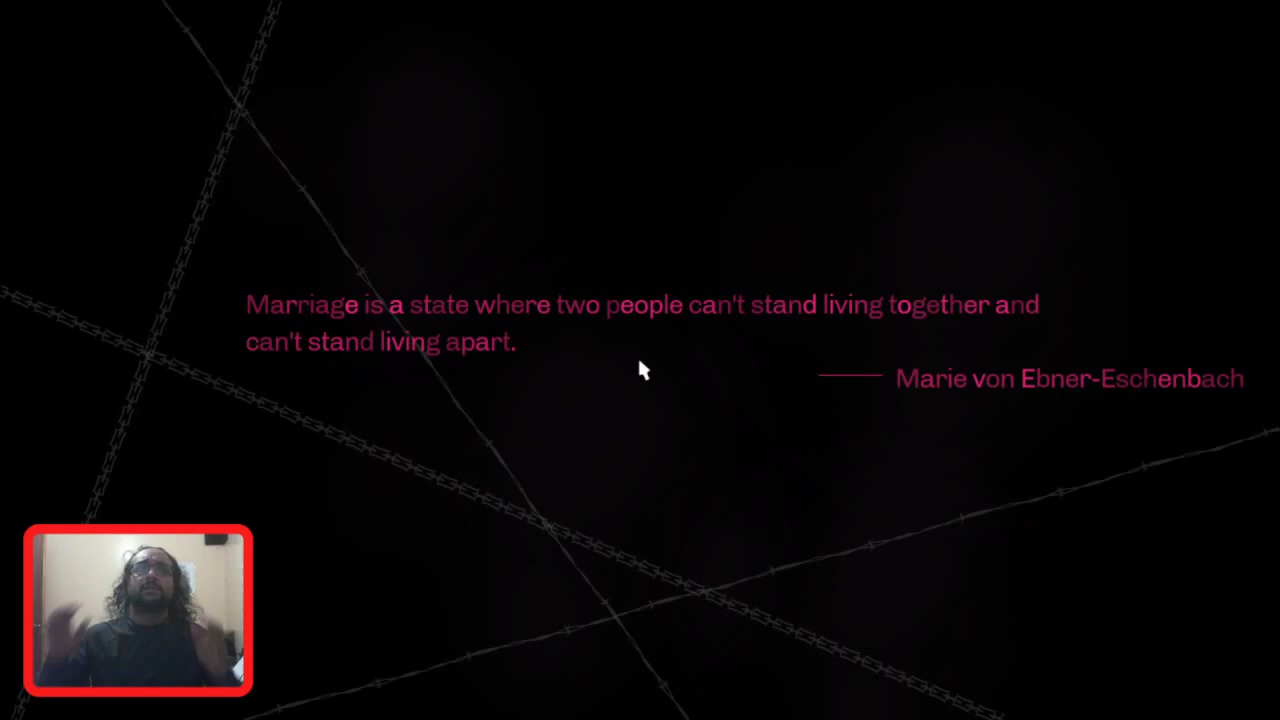 Marriage is a state where two people can't stand living together and
can't stand living apart.
Marie von Ebner-Eschenbach